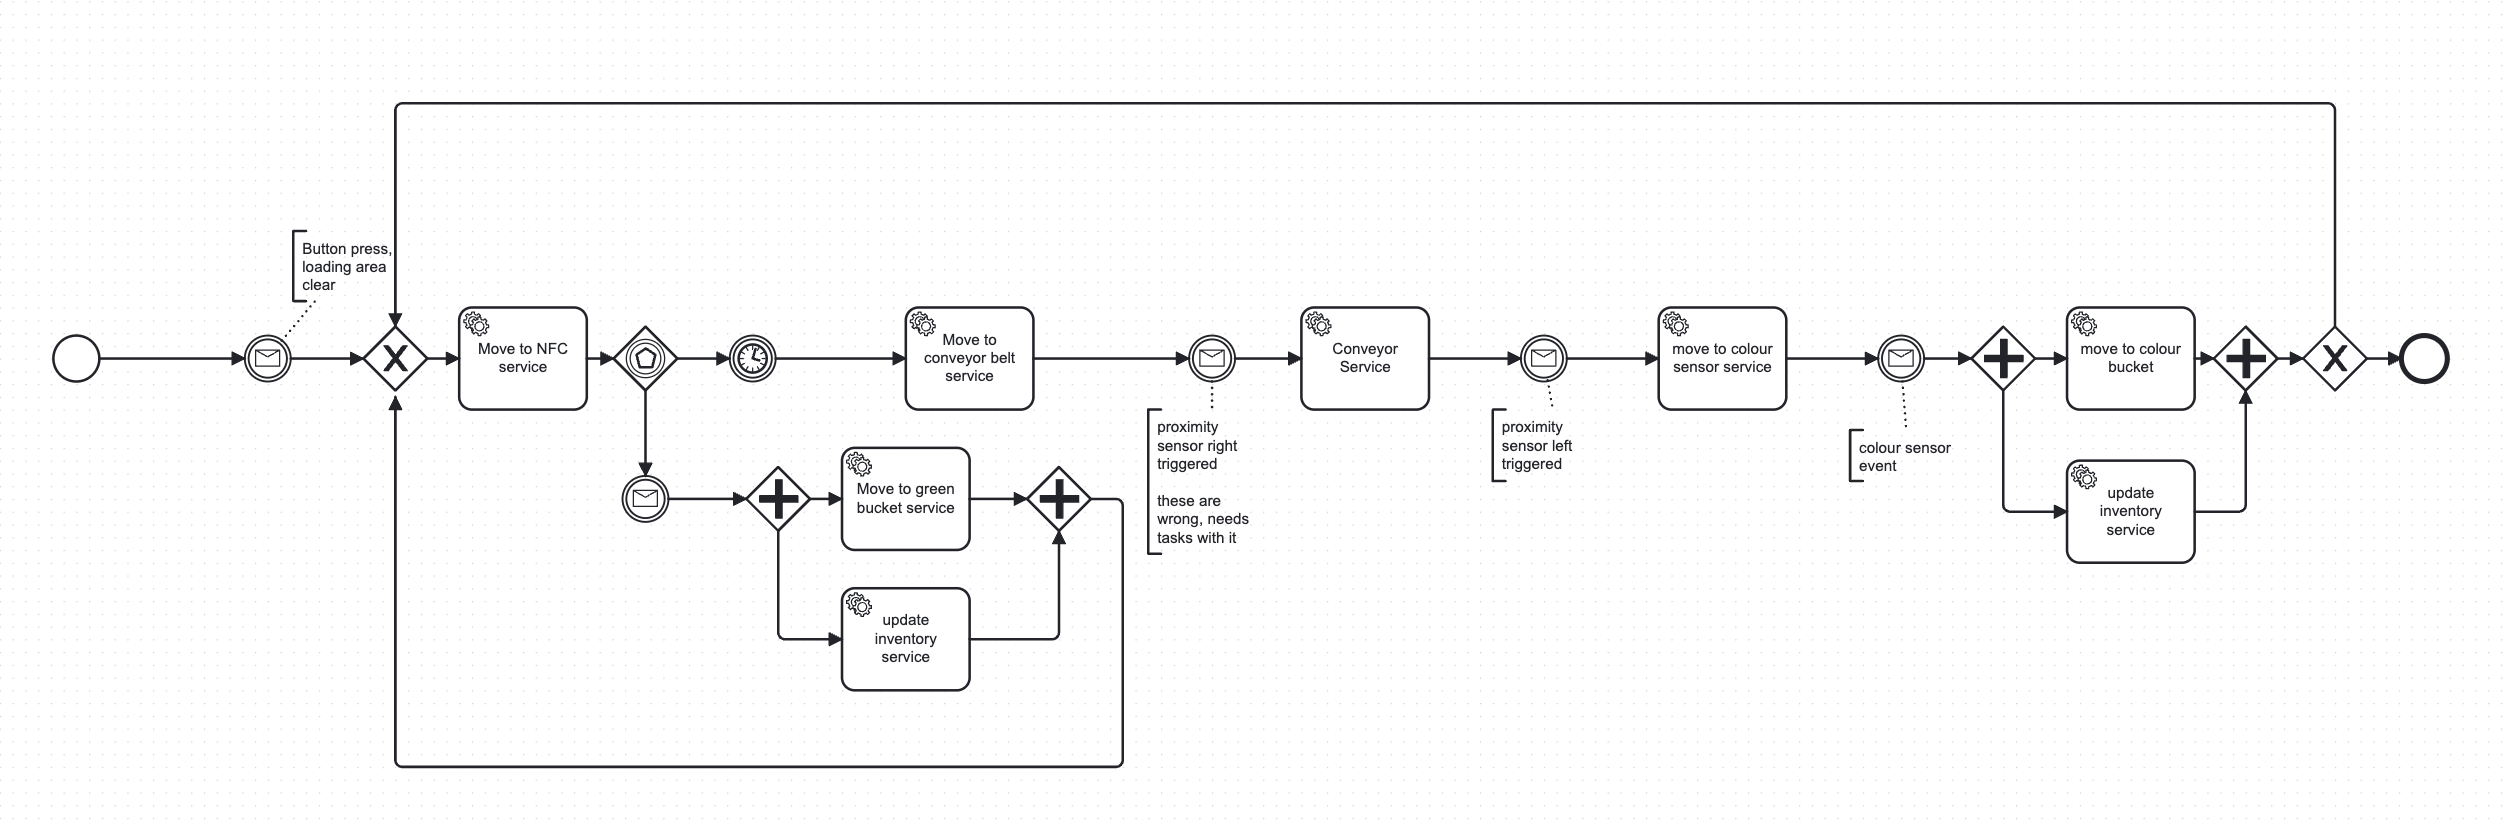 Button press,
loading area
clear
Move to NFC
service
Move to
conveyor belt
service
Conveyor
Service
move to colour
sensor service
move to colour
bucket
proximity
sensor right
triggered
these are
wrong, needs
tasks with it
proximity
sensor left
triggered
colour sensor
event
Move to green
bucket service
update
inventory
service
update
inventory
service